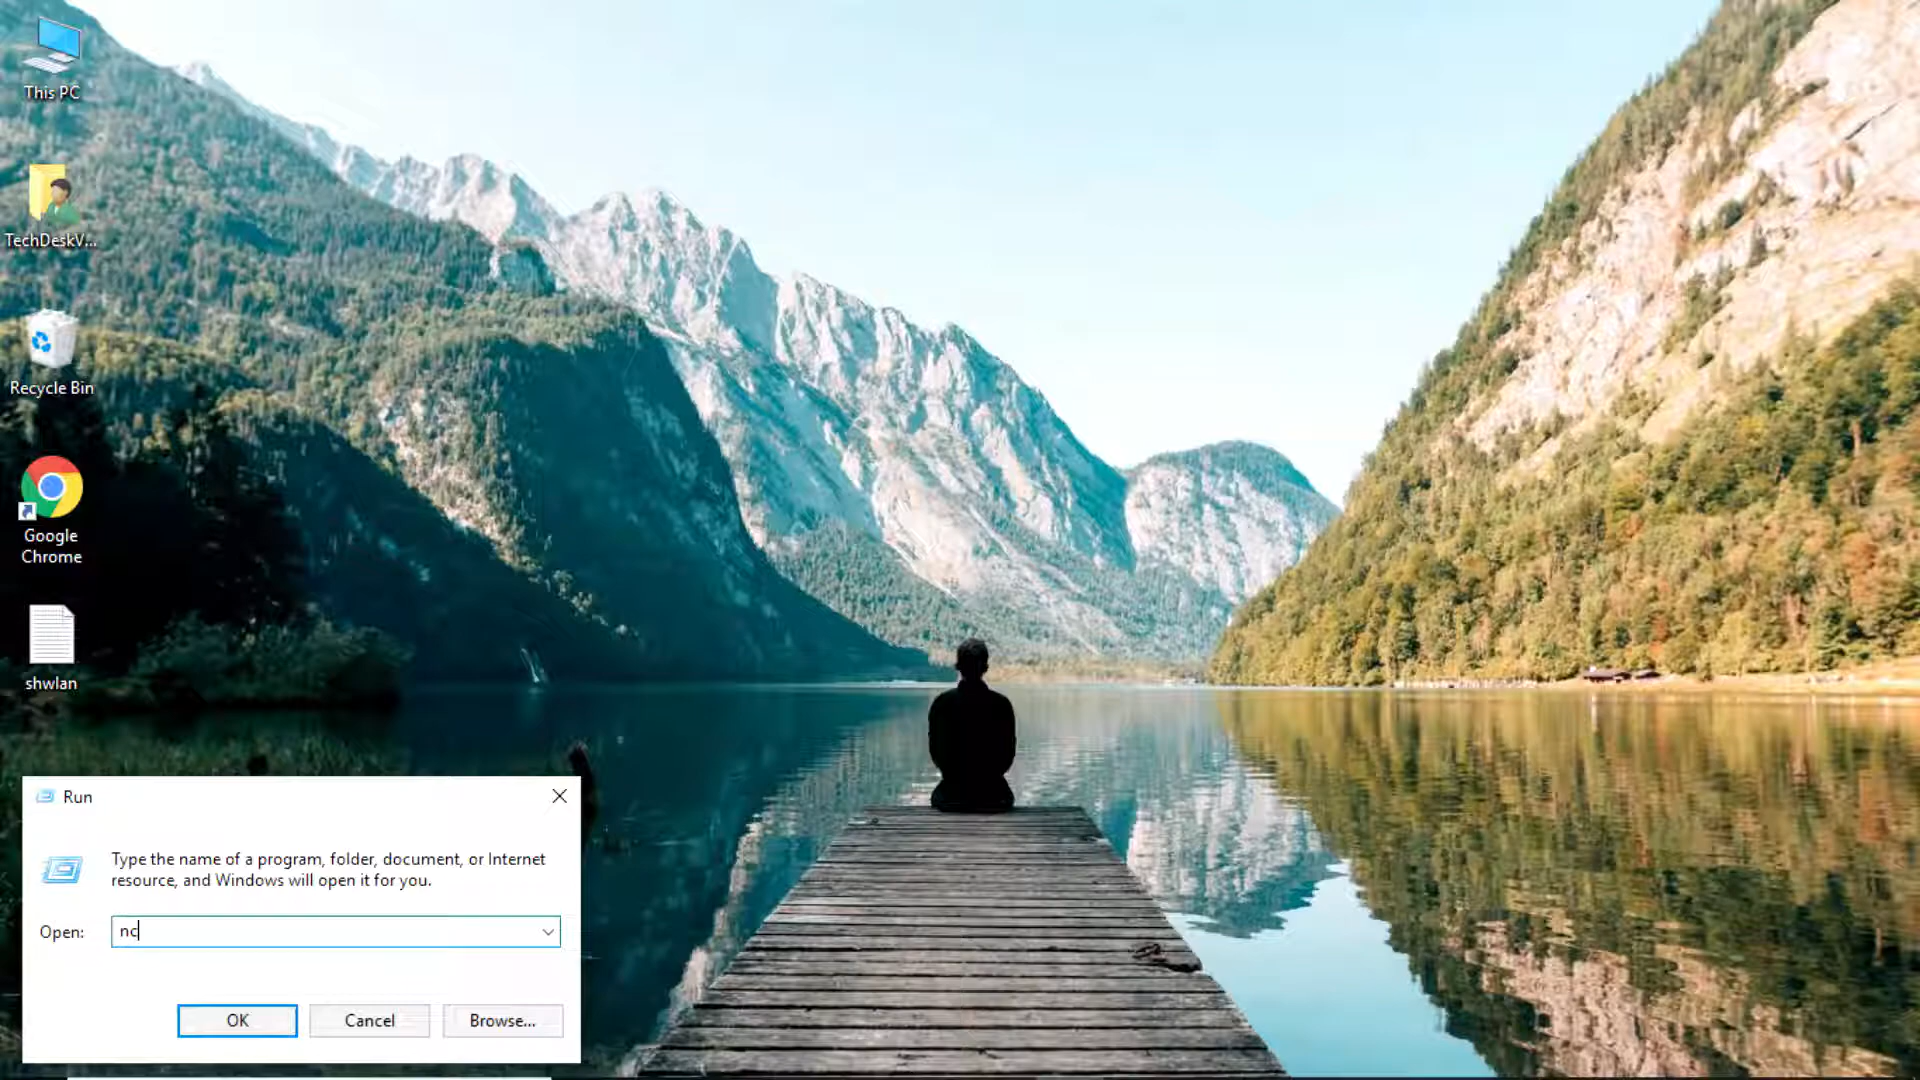 This PC
TechDeskV...
Recycle Bin
Google
Chrome
shwlan
Run
Type the name of a program, folder, document, or Internet
resource, and Windows will open it for you.
Open:
nc
OK
Cancel
Browse...